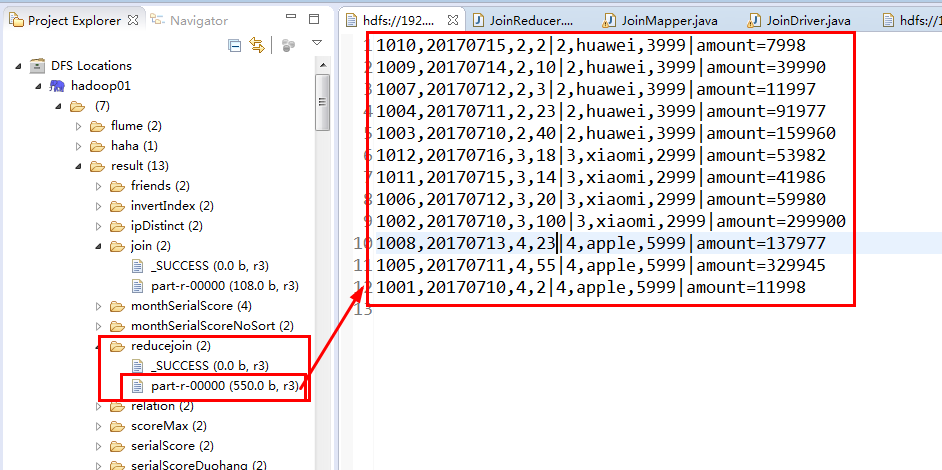 Project Explorer
Navigator
DFS Locations
hadoop01
(7)
flume (2)
haha (1)
result (13)
friends (2)
invertIndex (2)
ipDistinct (2)
join (2)
_SUCCESS (0.0 b, r3)
part-r-00000 (108.0 b, r3)
monthSerialScore (4)
monthSerialScoreNoSort (2)
reducejoin (2)
_SUCCESS (0.0 b, r3)
part-r-00000 (550.0 b, r3)
relation (2)
scoreMax (2)
serialScore (2)
serialScoreDuohang (2)
hdfs://192....
JoinReducer....
JoinMapper.java
JoinDriver.java
hdfs://1
1 1010,20170715,2,2|2,huawei,3999|amount=7998
2 1009,20170714,2,10|2,huawei,3999|amount=39990
3 1007,20170712,2,3|2,huawei,3999|amount=11997
4 1004,20170711,2,23|2,huawei,3999|amount=91977
5 1003,20170710,2,40|2,huawei,3999|amount=159960
6 1012,20170716,3,18|3,xiaomi,2999|amount=53982
7 1011,20170715,3,14|3,xiaomi,2999|amount=41986
8 1006,20170712,3,20|3,xiaomi,2999|amount=59980
9 1002,20170710,3,100|3,xiaomi,2999|amount=299900
10 1008,20170713,4,23|4,apple,5999|amount=137977
11 1005,20170711,4,55|4,apple,5999|amount=329945
12 1001,20170710,4,2|4,apple,5999|amount=11998
13